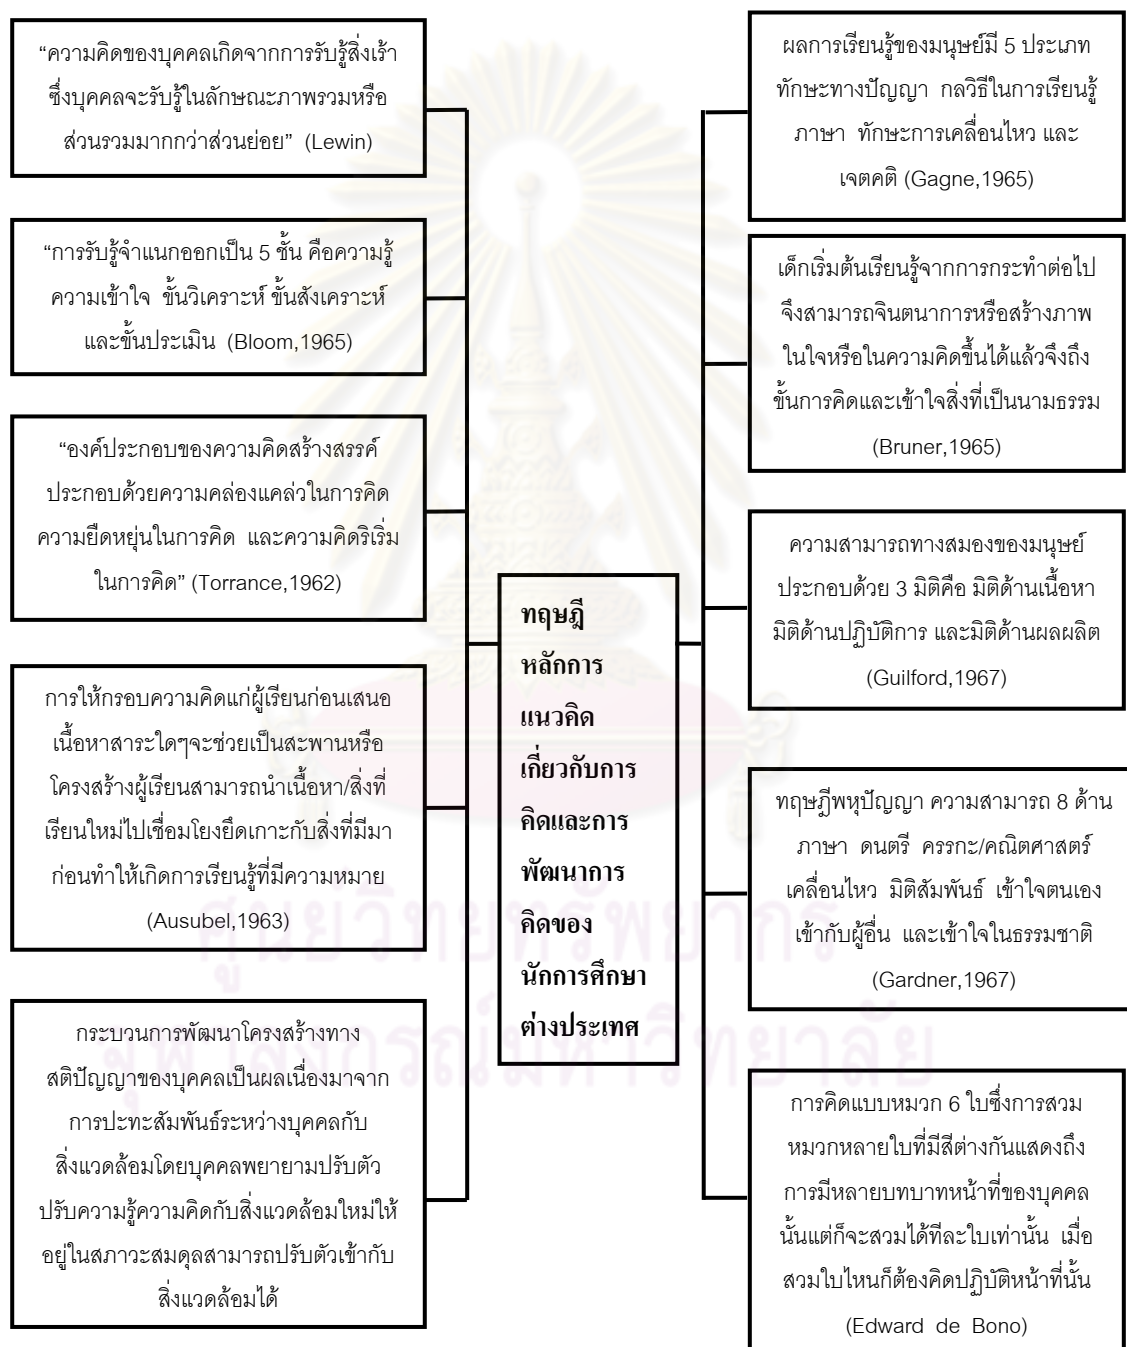 “ความคิดของบุคคลเกิดจากการรับรู้สิ่งเร้า
ซึ่งบุคคลจะรับรู้ในลักษณะภาพรวมหรือ
ส่วนรวมมากกว่าส่วนย่อย” (Lewin)
“การรับรู้จำแนกออกเป็น 5 ชั้น คือความรู้
ความเข้าใจ ขั้นวิเคราะห์ ขั้นสังเคราะห์
และขั้นประเมิน (Bloom,1965)
“องค์ประกอบของความคิดสร้างสรรค์
ประกอบด้วยความคล่องแคล่วในการคิด
ความยืดหยุ่นในการคิด และความคิดริเริ่ม
ในการคิด” (Torrance,1962)
การให้กรอบความคิดแก่ผู้เรียนก่อนเสนอ
เนื้อหาสาระใดๆจะช่วยเป็นสะพานหรือ
โครงสร้างผู้เรียนสามารถนำเนื้อหา/สิ่งที่
เรียนใหม่ไปเชื่อมโยงยึดเกาะกับสิ่งที่มีมา
ก่อนทำให้เกิดการเรียนรู้ที่มีความหมาย
(Ausubel,1963)
กระบวนการพัฒนาโครงสร้างทาง
สติปัญญาของบุคคลเป็นผลเนื่องมาจาก
การปะทะสัมพันธ์ระหว่างบุคคลกับ
สิ่งแวดล้อมโดยบุคคลพยายามปรับตัว
ปรับความรู้ความคิดกับสิ่งแวดล้อมใหม่ให้
อยู่ในสภาวะสมดุลสามารถปรับตัวเข้ากับ
สิ่งแวดล้อมได้
ทฤษฎี
หลักการ
แนวคิด
เกี่ยวกับการ
คิดและการ
พัฒนาการ
คิดของ
นักการศึกษา
ต่างประเทศ
ผลการเรียนรู้ของมนุษย์มี 5 ประเภท
ทักษะทางปัญญา กลวิธีในการเรียนรู้
ภาษา ทักษะการเคลื่อนไหว และ
เจตคติ (Gagne,1965)
เด็กเริ่มต้นเรียนรู้จากการกระทำต่อไป
จึงสามารถจินตนาการหรือสร้างภาพ
ในใจหรือในความคิดขึ้นได้แล้วจึงถึง
ขั้นการคิดและเข้าใจสิ่งที่เป็นนามธรรม
(Bruner,1965)
ความสามารถทางสมองของมนุษย์
ประกอบด้วย 3 มิติคือ มิติด้านเนื้อหา
มิติด้านปฏิบัติการ และมิติด้านผลผลิต
(Guilford,1967)
ทฤษฎีพหุปัญญา ความสามารถ 8 ด้าน
ภาษา ดนตรี ครรกะ/คณิตศาสตร์
เคลื่อนไหว มิติสัมพันธ์ เข้าใจตนเอง
เข้ากับผู้อื่น และเข้าใจในธรรมชาติ
(Gardner,1967)
การคิดแบบหมวก 6 ใบซึ่งการสวม
หมวกหลายใบที่มีสีต่างกันแสดงถึง
การมีหลายบทบาทหน้าที่ของบุคคล
นั้นแต่ก็จะสวมได้ทีละใบเท่านั้น เมื่อ
สวมใบไหนก็ต้องคิดปฏิบัติหน้าที่นั้น
(Edward de Bono)
ศูนย์วิทยทรัพยากร
จุฬาลงกรณ์มหาวิทยาลัย